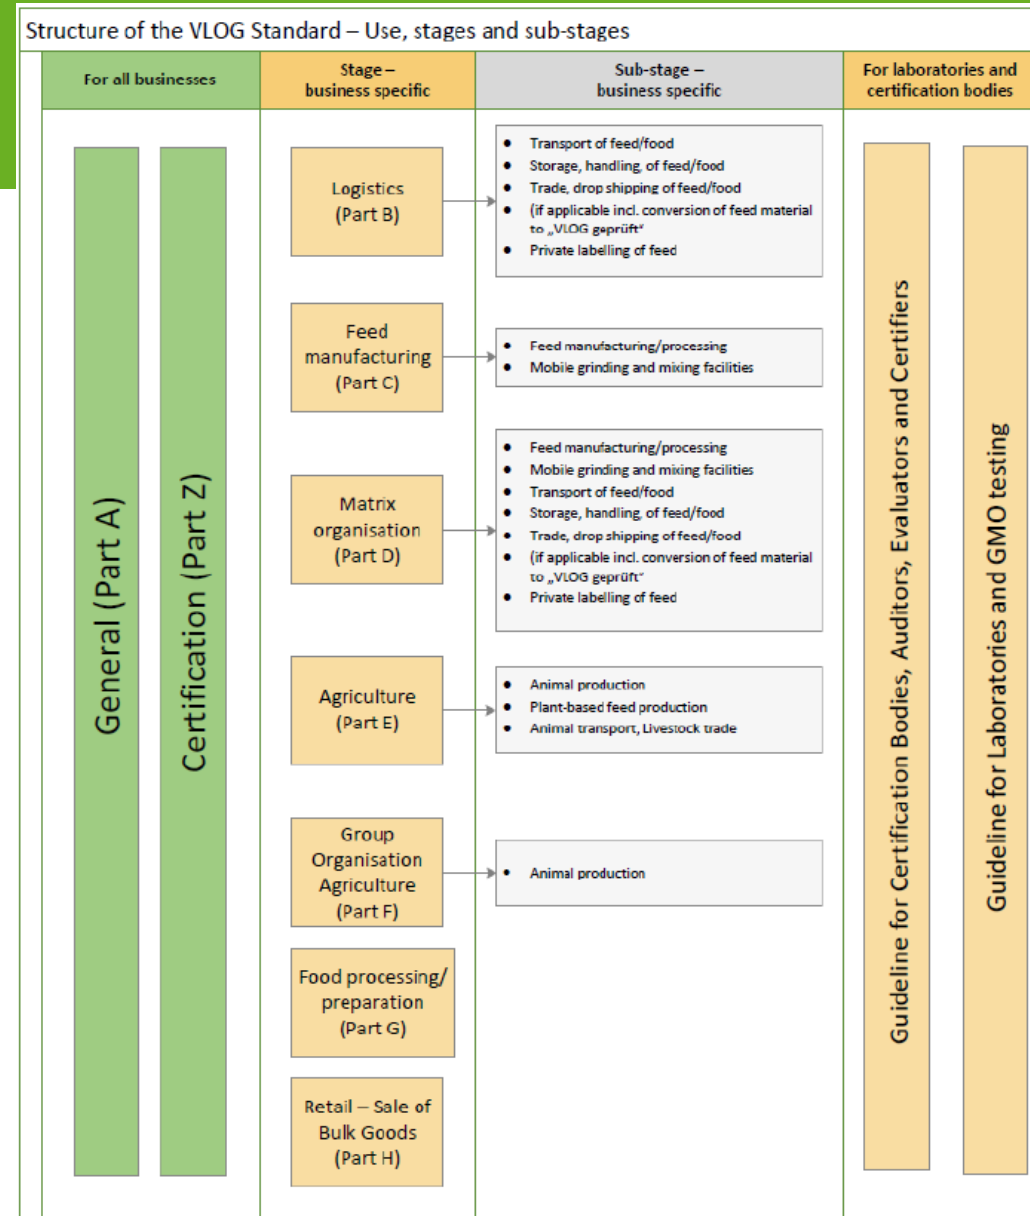 Structure of the VLOG Standard – Use, stages and sub-stages
For all businesses
Stage –
business specific
Sub-stage –
business specific
For laboratories and
certification bodies
General (Part A)
Certification (Part Z)
Logistics
(Part B)
• Transport of feed/food
• Storage, handling, of feed/food
• Trade, drop shipping of feed/food
• (if applicable incl. conversion of feed material
to „VLOG geprüft“
• Private labelling of feed
Feed
manufacturing
(Part C)
• Feed manufacturing/processing
• Mobile grinding and mixing facilities
Matrix
organisation
(Part D)
• Feed manufacturing/processing
• Mobile grinding and mixing facilities
• Transport of feed/food
• Storage, handling, of feed/food
• Trade, drop shipping of feed/food
• (if applicable incl. conversion of feed material
to „VLOG geprüft“
• Private labelling of feed
Agriculture
(Part E)
• Animal production
• Plant-based feed production
• Animal transport, Livestock trade
Group
Organisation
Agriculture
(Part F)
• Animal production
Food processing/
preparation
(Part G)
Retail – Sale of
Bulk Goods
(Part H)
Guideline for Certification Bodies, Auditors, Evaluators and Certifiers
Guideline for Laboratories and GMO testing